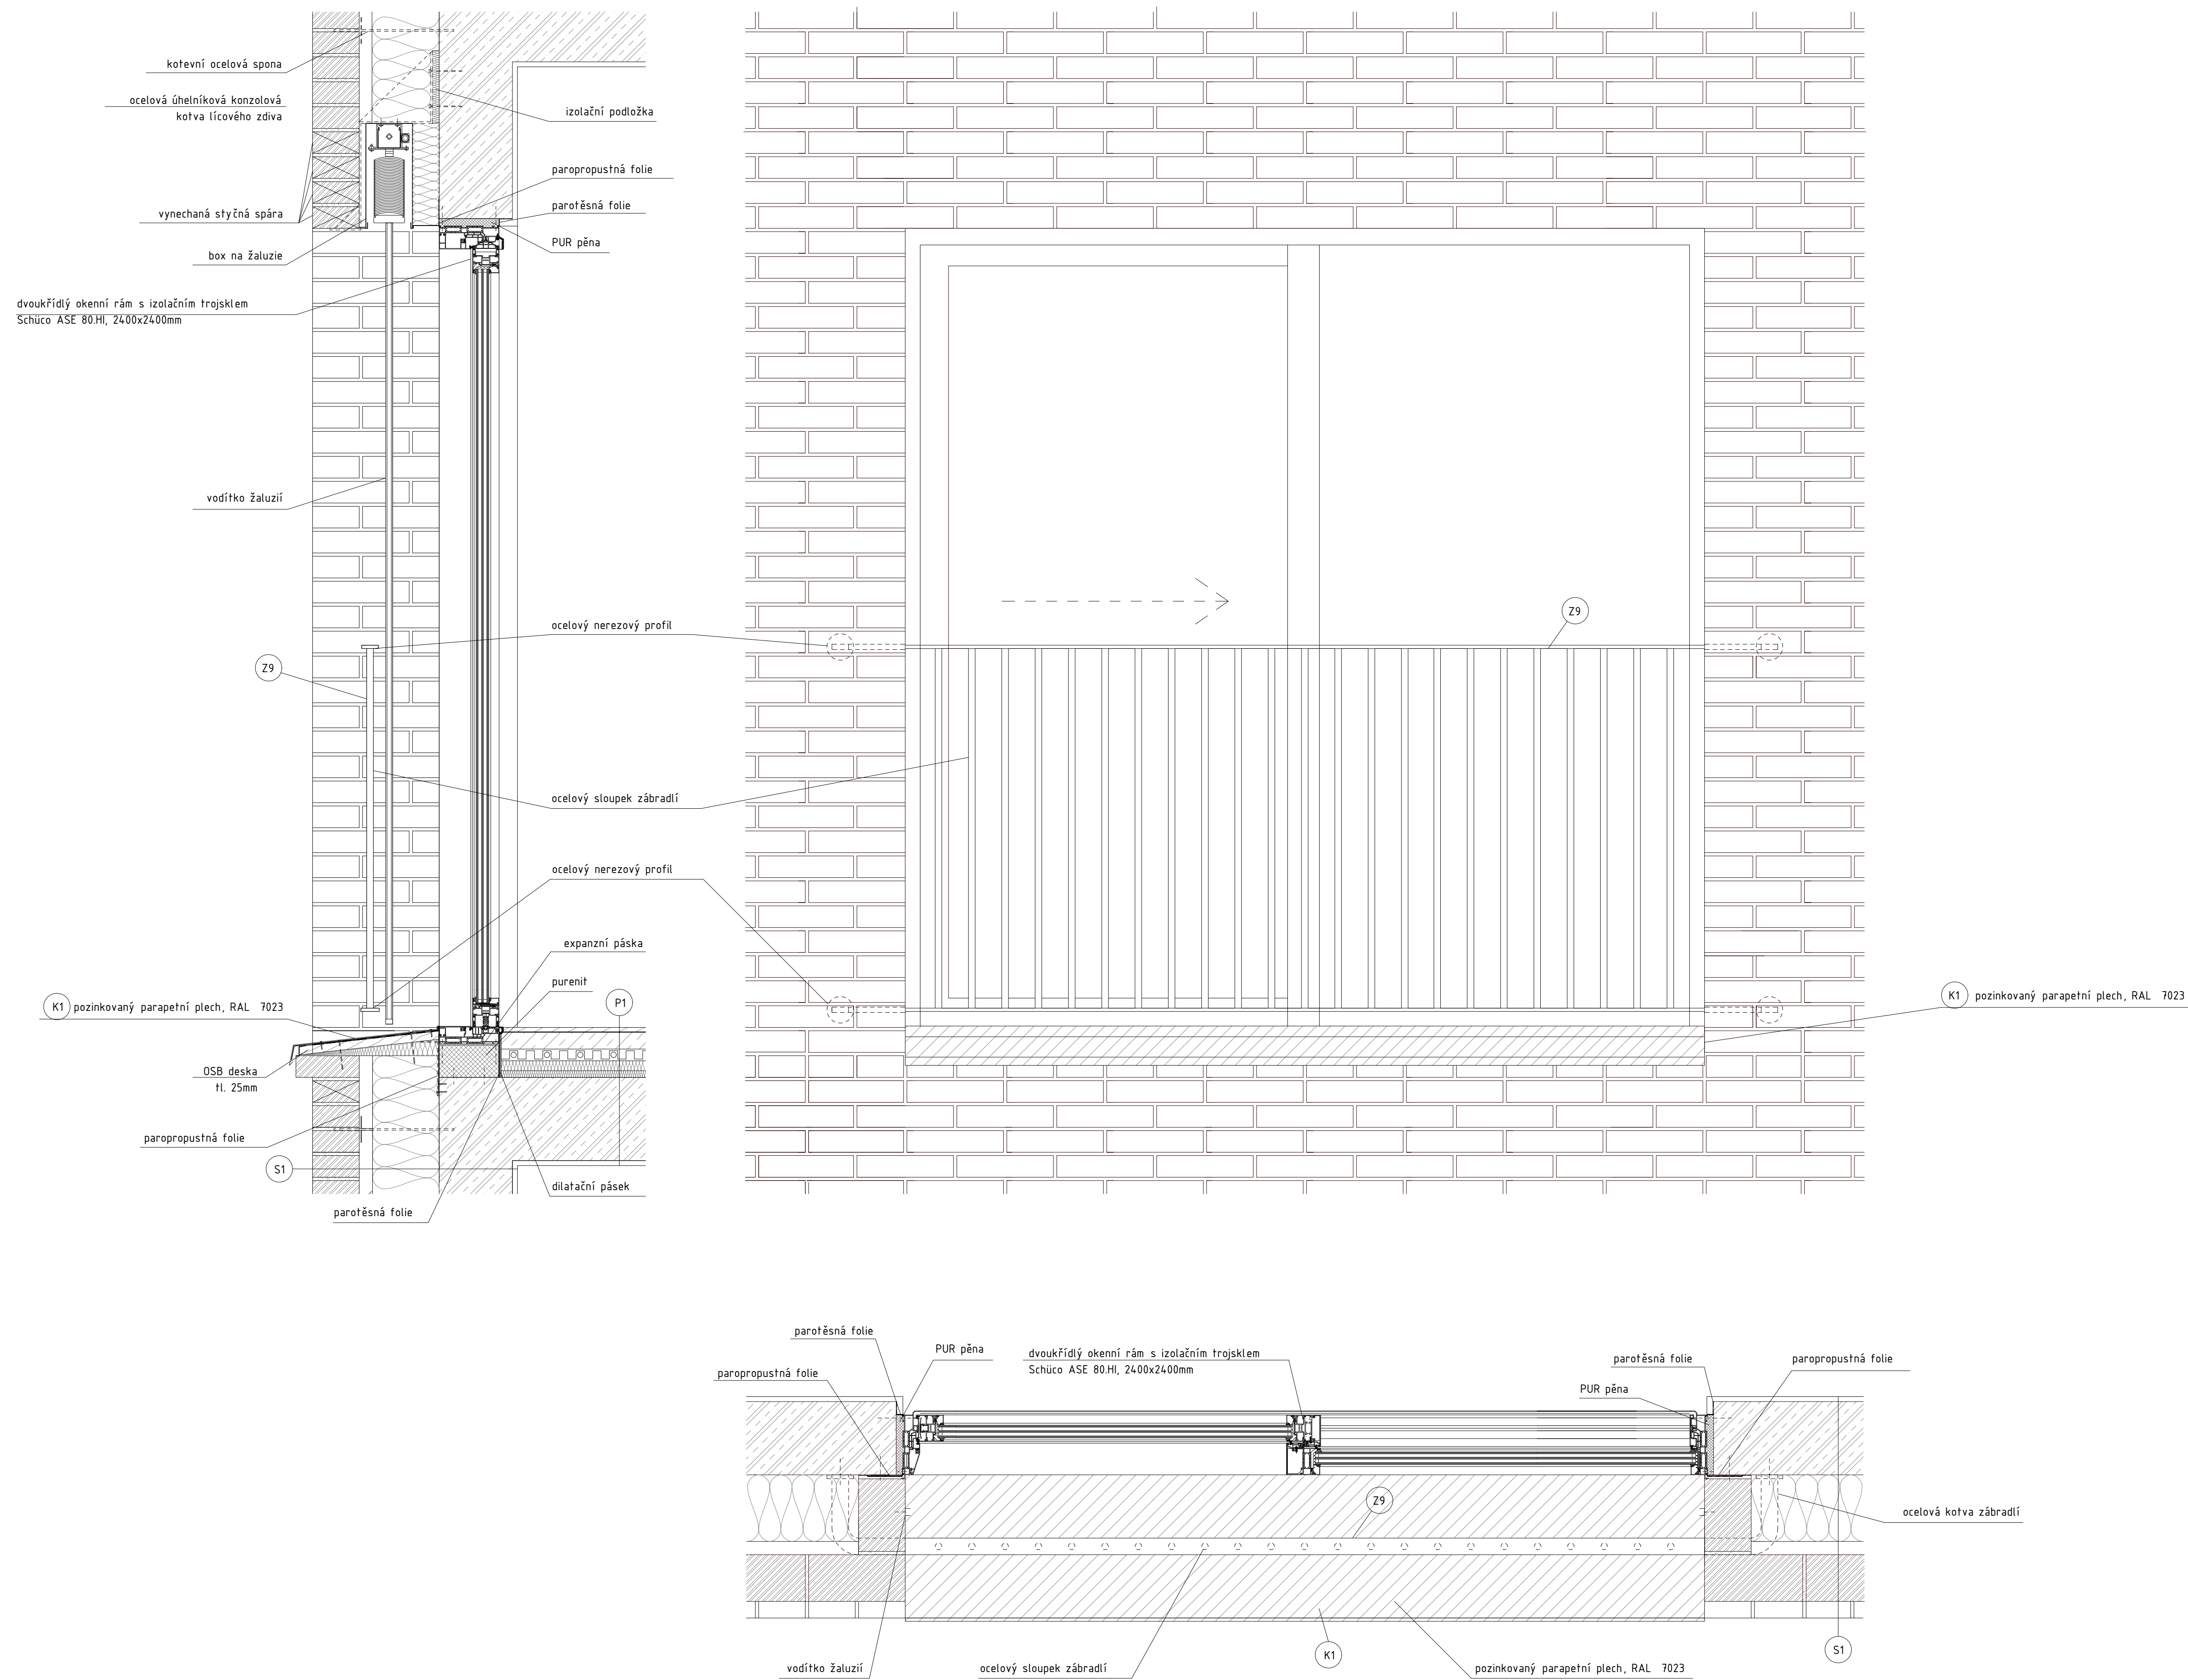 kotevní ocelová spona
ocelová úhelníková konzolová
kotva lícového zdiva
izolační podložka
paropropustná folie
parotěsná folie
vynechaná styčná spára
PUR pěna
box na žaluzie
dvoukřídlý okenní rám s izolačním trojsklem
Schüco ASE 80.HI, 2400x2400mm
vodítko žaluzií
Z9
ocelový nerezový profil
Z9
ocelový sloupek zábradlí
ocelový nerezový profil
expanzní páska
purenit
P1
K1 pozinkovaný parapetní plech, RAL 7023
K1 pozinkovaný parapetní plech, RAL 7023
OSB deska
tl. 25mm
paropropustná folie
S1
dilatační pásek
parotěsná folie
parotěsná folie
PUR pěna
dvoukřídlý okenní rám s izolačním trojsklem
Schüco ASE 80.HI, 2400x2400mm
paropropustná folie
parotěsná folie
paropropustná folie
PUR pěna
Z9
ocelová kotva zábradlí
K1
S1
vodítko žaluzií
ocelový sloupek zábradlí
pozinkovaný parapetní plech, RAL 7023